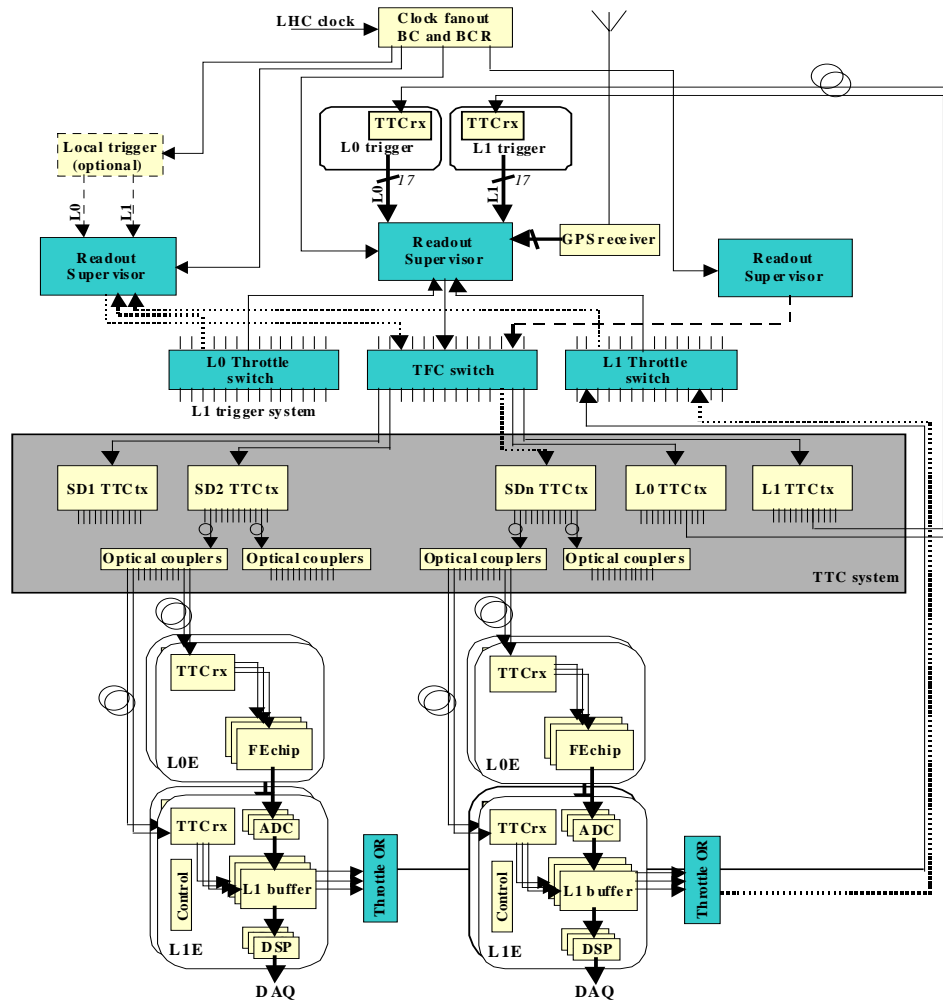 LHC clock
Clock fanout
BC and BCR
TTCrx
L0 trigger
TTCrx
L1 trigger
Local trigger
(optional)
L0
L1
L0
17
L1
17
Readout
Supervisor
Readout
Supervisor
GPS receiver
Readout
Supervisor
L0 Throttle
switch
TFC switch
L1 Throttle
switch
L1 trigger system
SD1 TTCtx
SD2 TTCtx
SDn TTCtx
L0 TTCtx
L1 TTCtx
Optical couplers
Optical couplers
Optical couplers
Optical couplers
TTC system
TTCrx
FEchip
L0E
TTCrx
FEchip
L0E
TTCrx
ADC
Control
L1 buffer
Throttle OR
DSP
L1E
DAQ
TTCrx
ADC
Control
L1 buffer
Throttle OR
DSP
L1E
DAQ